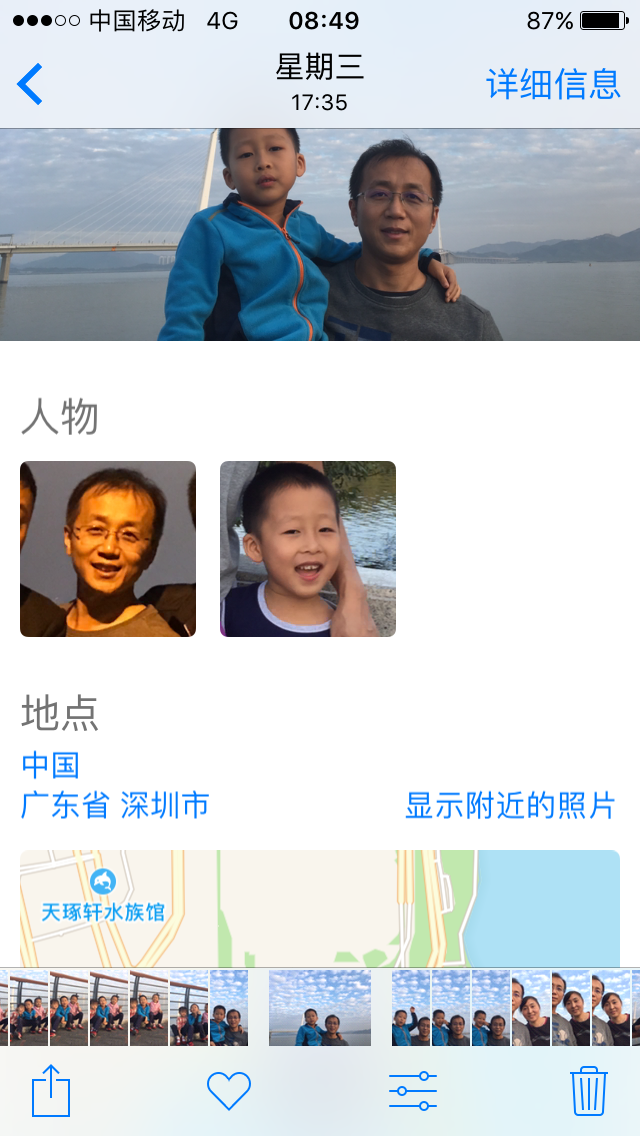 中国移动 4G 08:49 87%
星期三
17:35
详细信息
人物
地点
中国
广东省 深圳市
显示附近的照片
天琢轩水族馆